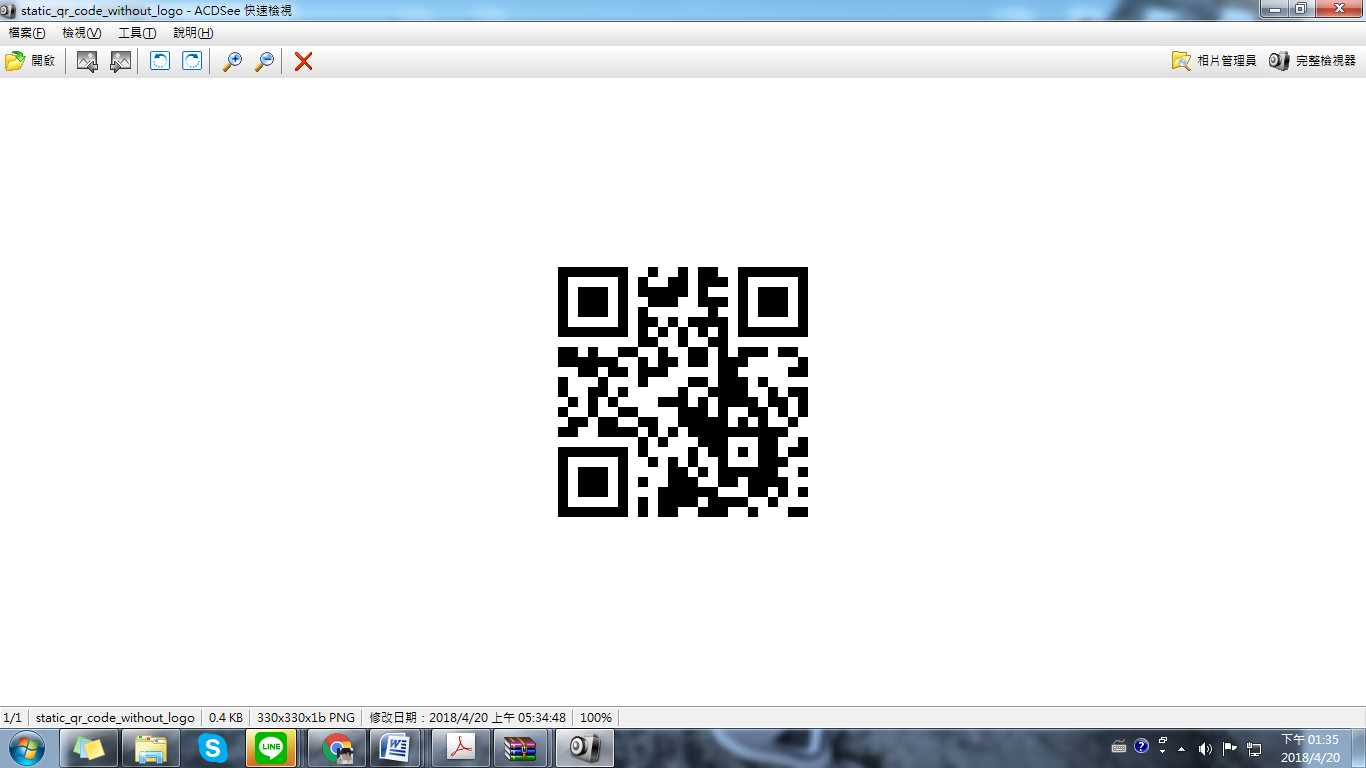 static_qr_code_without_logo - ACDSee 快速檢視
檔案(F) 檢視(V) 工具(T) 說明(H)
開啟 相片管理員 完整檢視器
1/1 static_qr_code_without_logo 0.4 KB 330x330x1b PNG 修改日期：2018/4/20 上午 05:34:48 100%
LINE
下午 01:35
2018/4/20